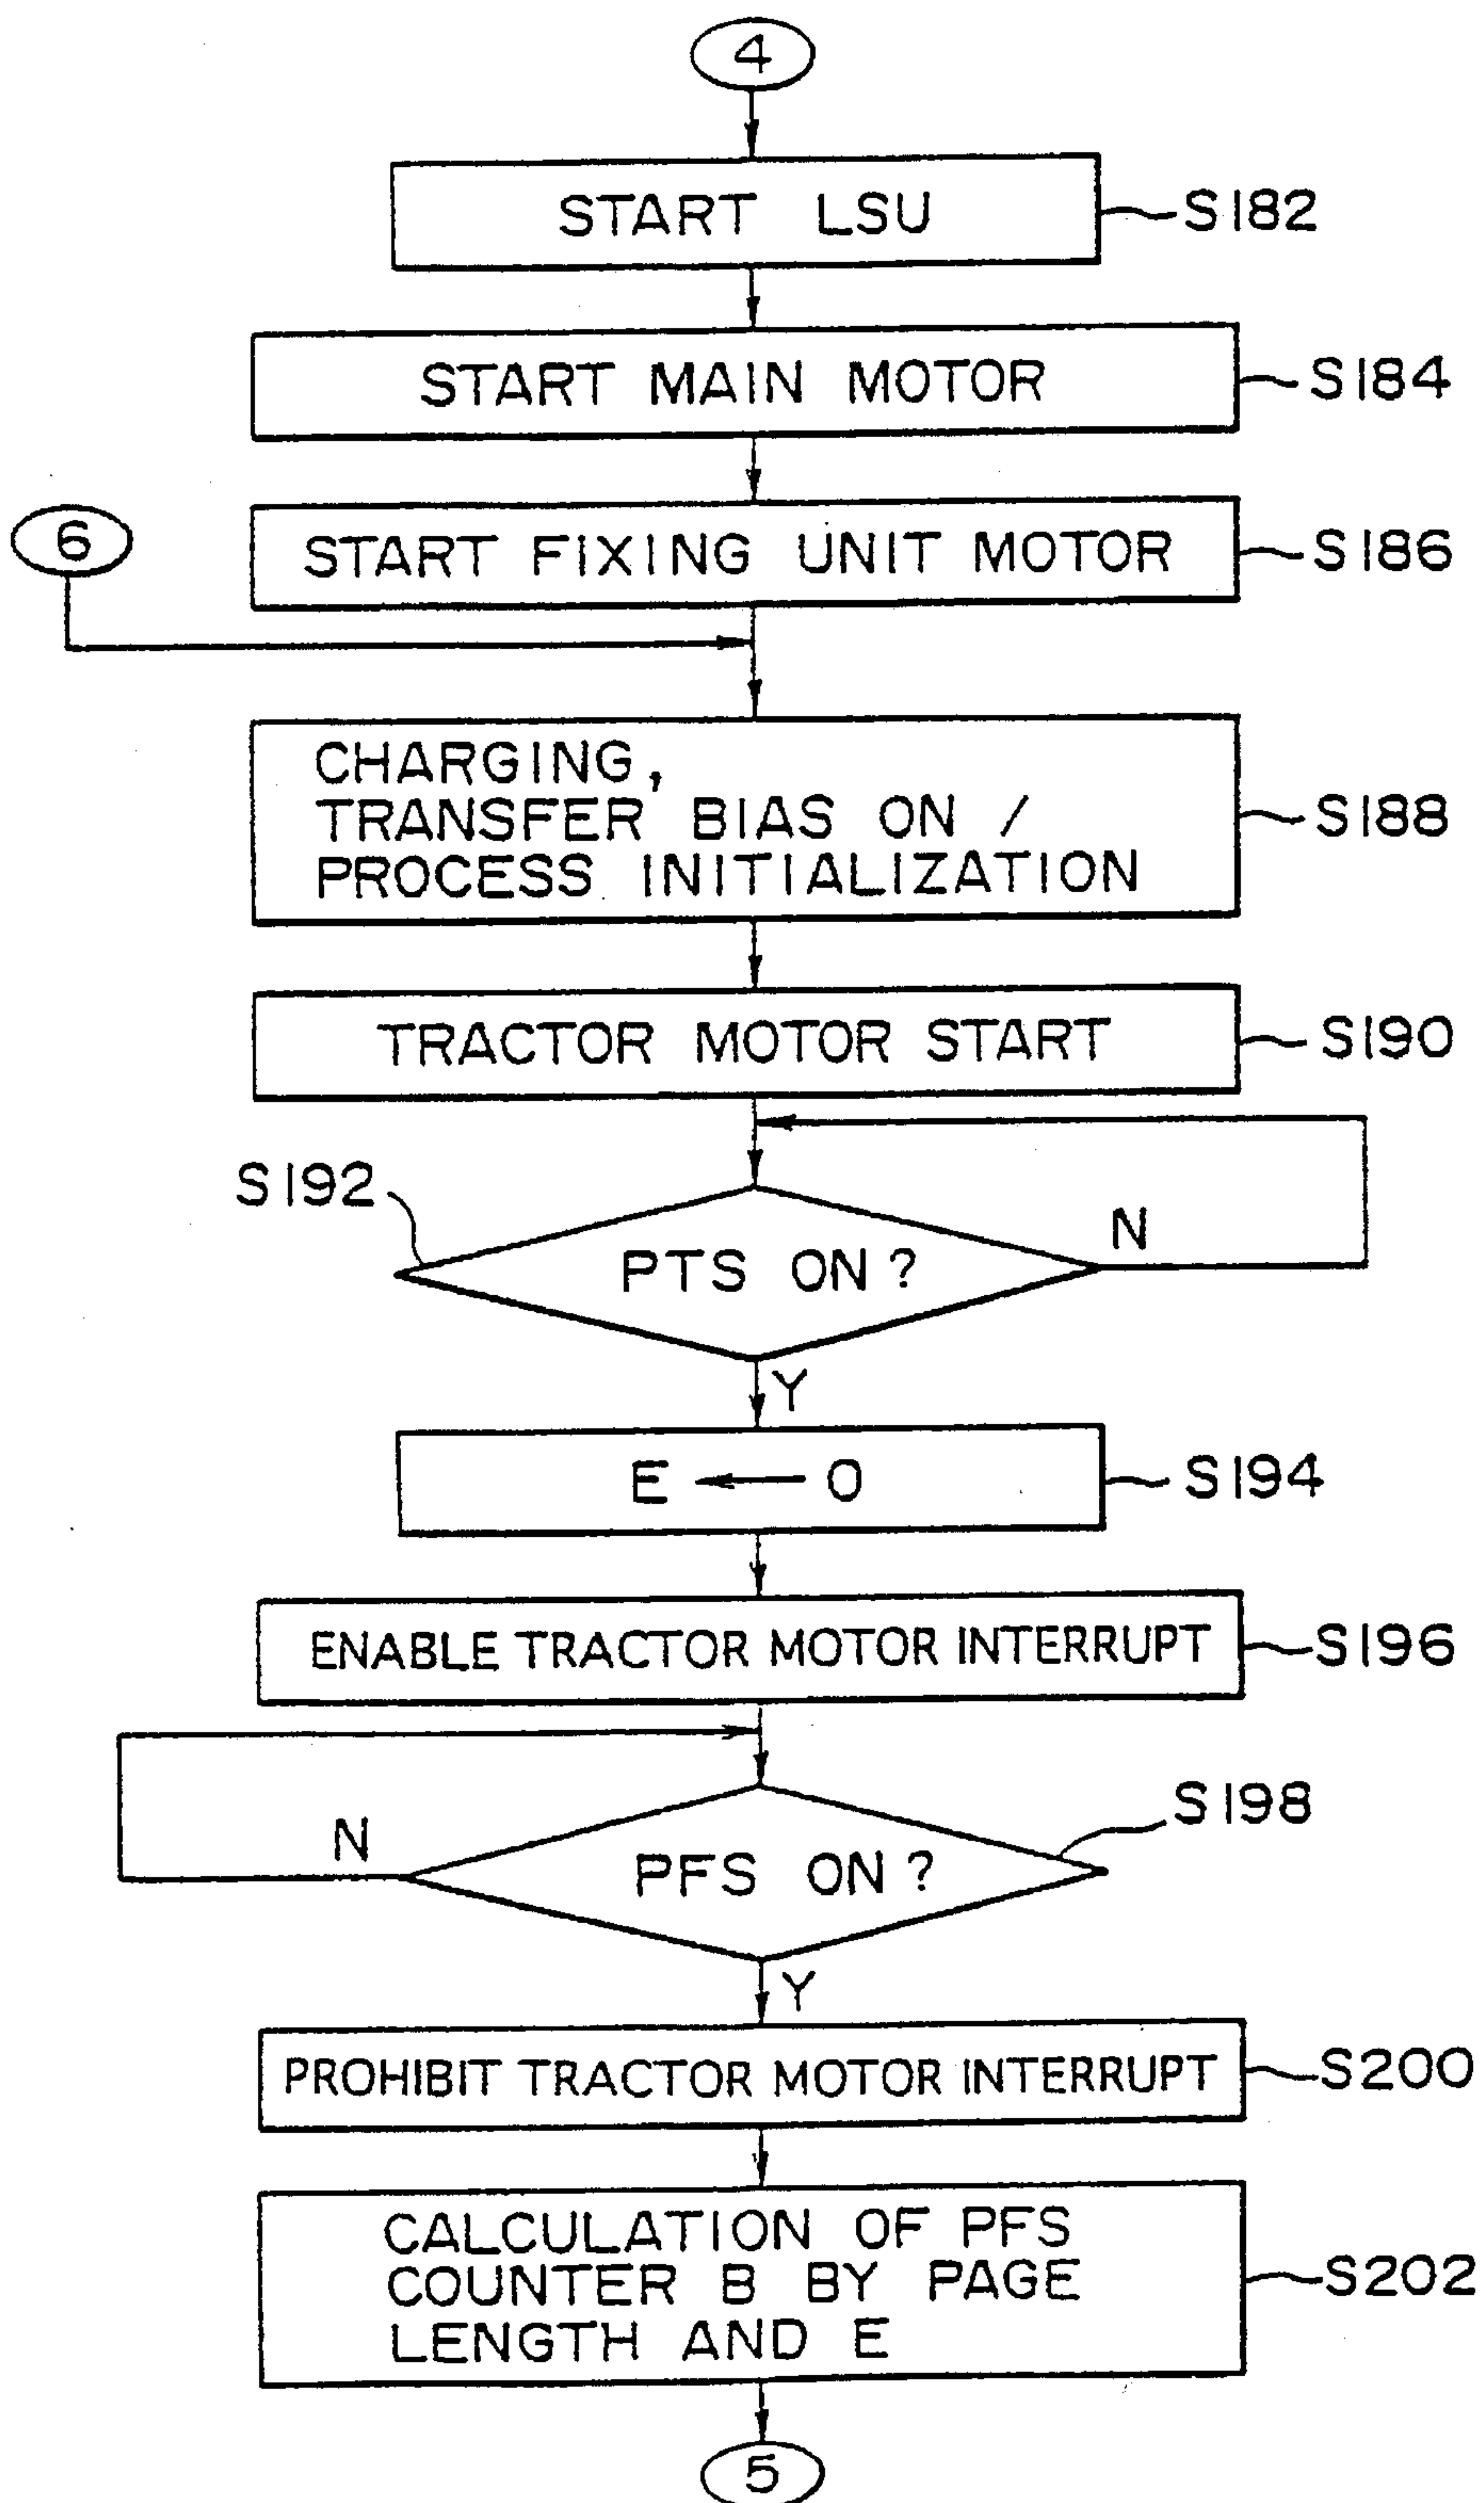 4
START LSU
S182
START MAIN MOTOR
S184
6
START FIXING UNIT MOTOR
S186
CHARGING,
TRANSFER BIAS ON /
PROCESS INITIALIZATION
S188
TRACTOR MOTOR START
S190
S192
PTS ON?
N
Y
E ← 0
S194
ENABLE TRACTOR MOTOR INTERRUPT
S196
S198
N
PFS ON?
Y
PROHIBIT TRACTOR MOTOR INTERRUPT
S200
CALCULATION OF PFS
COUNTER B BY PAGE
LENGTH AND E
S202
5